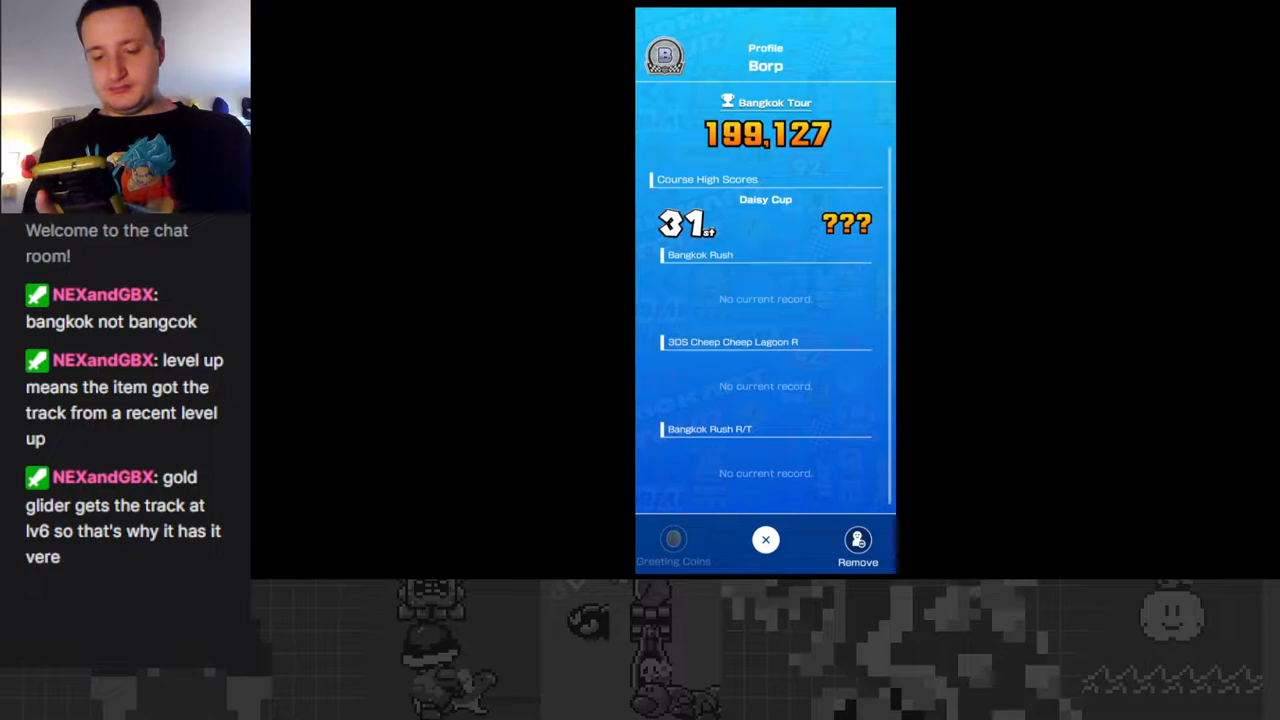 Welcome to the chat
room!
NEXandGBX:
bangkok not bangcok
NEXandGBX: level up
means the item got the
track from a recent level
up
NEXandGBX: gold
glider gets the track at
lv6 so that's why it has it
vere
B
Profile
Borp
Bangkok Tour
199,127
Course High Scores
Daisy Cup
31st
???
Bangkok Rush
No current record.
3DS Cheep Cheep Lagoon R
No current record.
Bangkok Rush R/T
No current record.
Greeting Coins
Remove